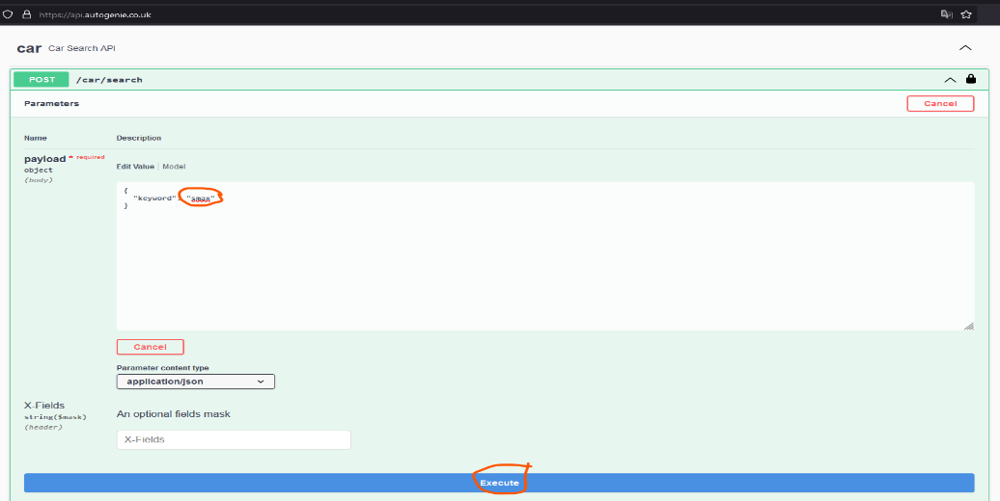 https://api.autogenie.co.uk
car Car Search API
POST /car/search
Parameters
Cancel
Name Description
payload * required
object
(body)
Edit Value | Model
{
"keyword": "smax"
}
Cancel
Parameter content type
application/json
X-Fields
string($mask)
(header)
An optional fields mask
X-Fields
Execute